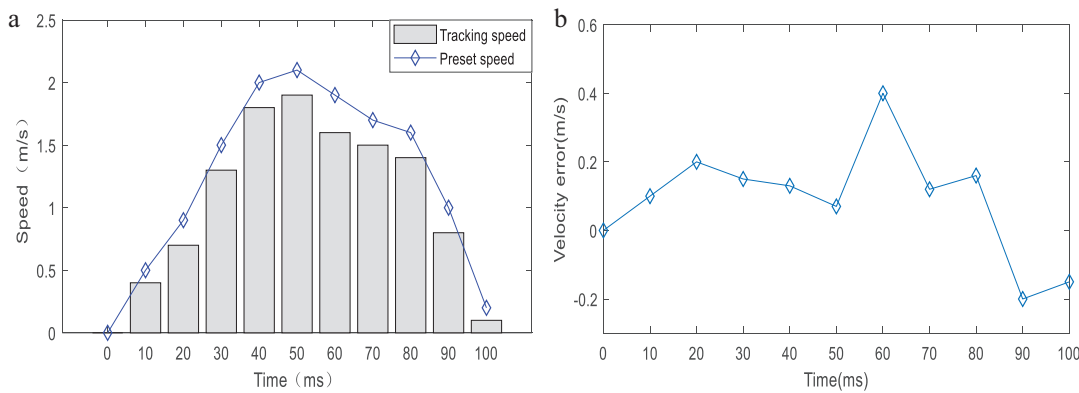 a
2.5
2
1.5
1
0.5
0
Speed（m/s）
Tracking speed
Preset speed
0 10 20 30 40 50 60 70 80 90 100
Time（ms）
b
0.6
0.4
0.2
0
-0.2
Velocity error(m/s)
0 10 20 30 40 50 60 70 80 90 100
Time(ms)